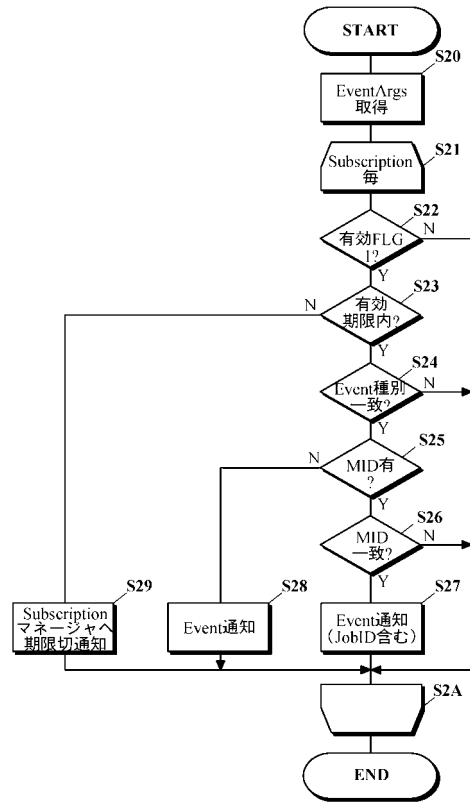 START
S20
EventArgs
取得
S21
Subscription
毎
S22
有効FLG
1?
N
Y
S23
N
有効
期限内?
Y
S24
Event種別
一致?
N
Y
S25
N
MID有
?
Y
S26
MID
一致?
N
Y
S29
Subscription
マネージャへ
期限切通知
S28
Event通知
S27
Event通知
(JobID含む)
S2A
END